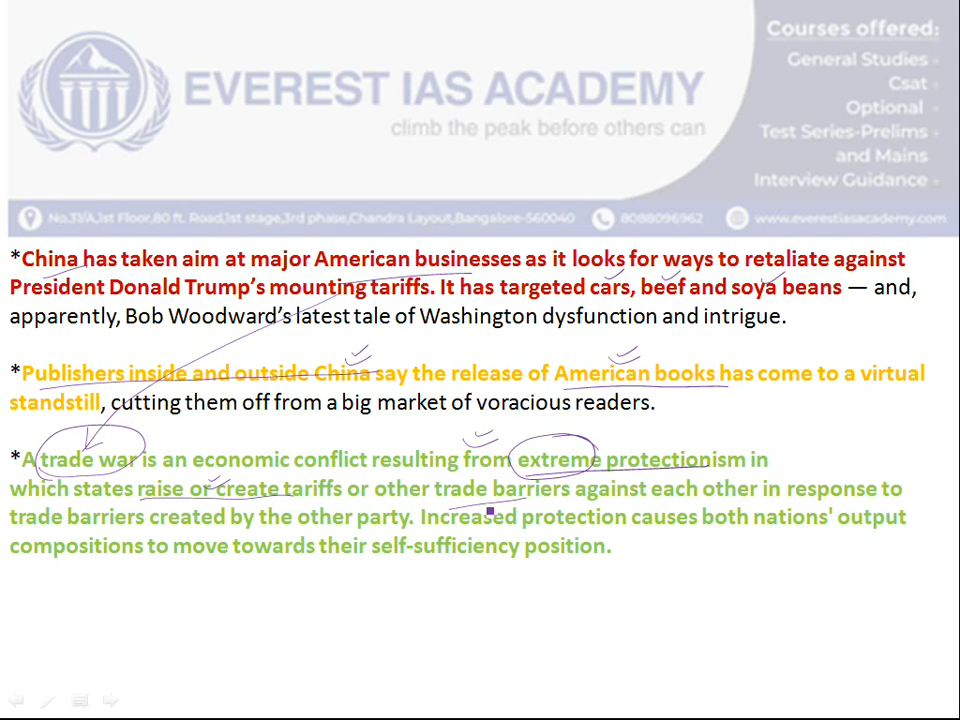 Courses offered:
General Studies
Csat
Optional
Test Series-Prelims
and Mains
Interview Guidance
EVEREST IAS ACADEMY
climb the peak before others can
No.31/A,1st Floor,80 ft. Road,1st stage,3rd phase,Chandra Layout,Bangalore-560040 8088096962 www.everestiasacademy.com
*China has taken aim at major American businesses as it looks for ways to retaliate against
President Donald Trump’s mounting tariffs. It has targeted cars, beef and soya beans — and,
apparently, Bob Woodward’s latest tale of Washington dysfunction and intrigue.
*Publishers inside and outside China say the release of American books has come to a virtual
standstill, cutting them off from a big market of voracious readers.
*A trade war is an economic conflict resulting from extreme protectionism in
which states raise or create tariffs or other trade barriers against each other in response to
trade barriers created by the other party. Increased protection causes both nations' output
compositions to move towards their self-sufficiency position.